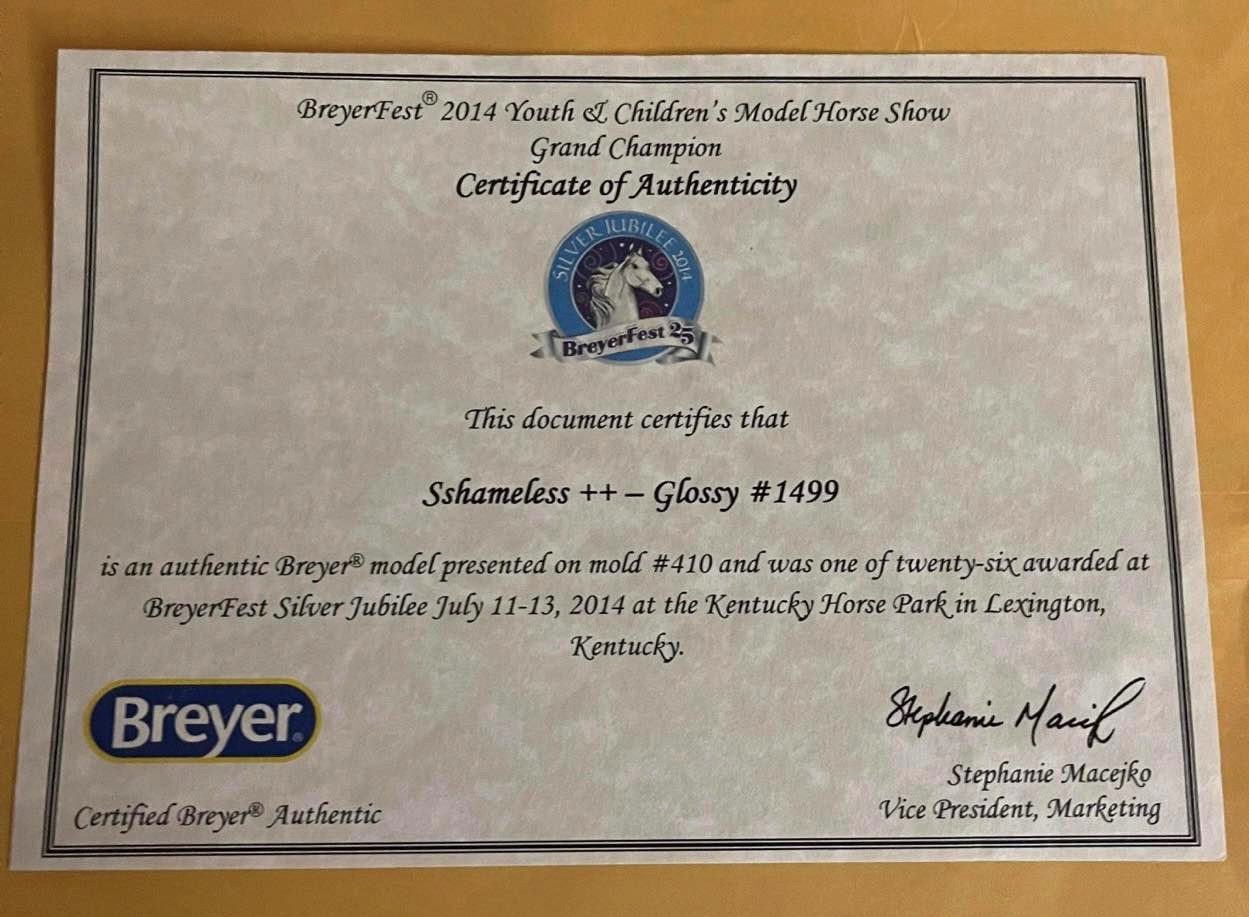 BreyerFest® 2014 Youth & Children's Model Horse Show
Grand Champion
Certificate of Authenticity
SILVER JUBILEE 2014
BreyerFest 25
This document certifies that
Sshameless ++ – Glossy #1499
is an authentic Breyer® model presented on mold #410 and was one of twenty-six awarded at
BreyerFest Silver Jubilee July 11-13, 2014 at the Kentucky Horse Park in Lexington,
Kentucky.
Breyer®
Stephanie Macejko
Stephanie Macejko
Vice President, Marketing
Certified Breyer® Authentic